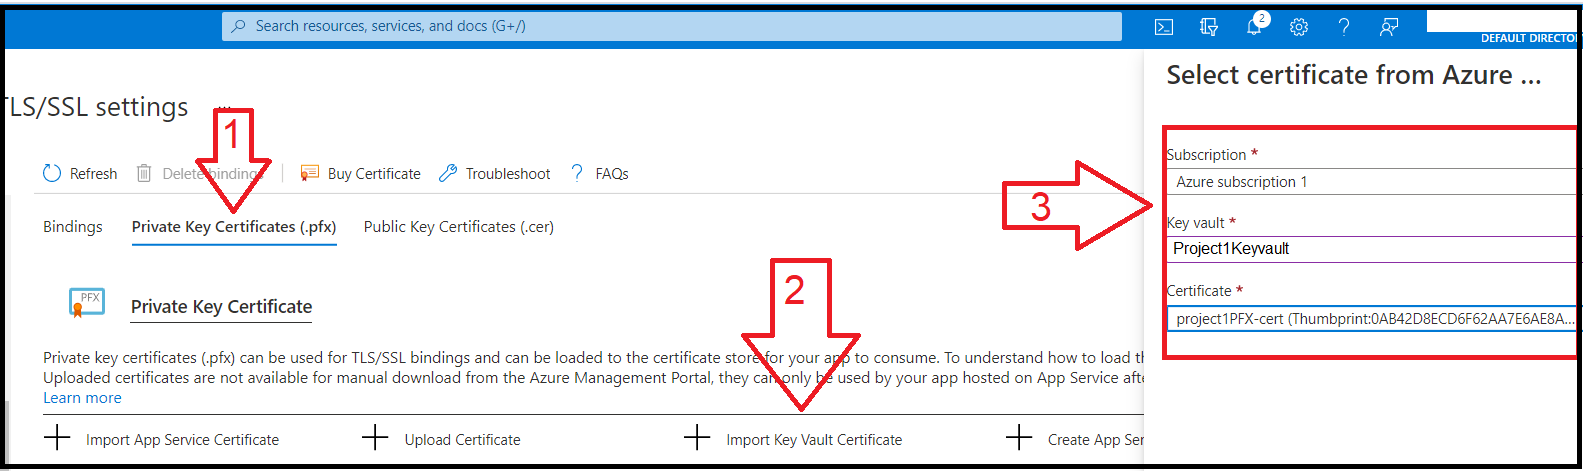 Search resources, services, and docs (G+/)
2
DEFAULT DIRECTO
TLS/SSL settings ...
1
Refresh
Delete bindings
Buy Certificate
Troubleshoot
FAQs
Bindings
Private Key Certificates (.pfx)
Public Key Certificates (.cer)
PFX
Private Key Certificate
Private key certificates (.pfx) can be used for TLS/SSL bindings and can be loaded to the certificate store for your app to consume. To understand how to load th
Uploaded certificates are not available for manual download from the Azure Management Portal, they can only be used by your app hosted on App Service afte
Learn more
2
Import App Service Certificate
Upload Certificate
Import Key Vault Certificate
Create App Ser
Select certificate from Azure ...
3
Subscription *
Azure subscription 1
Key vault *
Project1Keyvault
Certificate *
project1PFX-cert (Thumbprint:0AB42D8ECD6F62AA7E6AE8A...